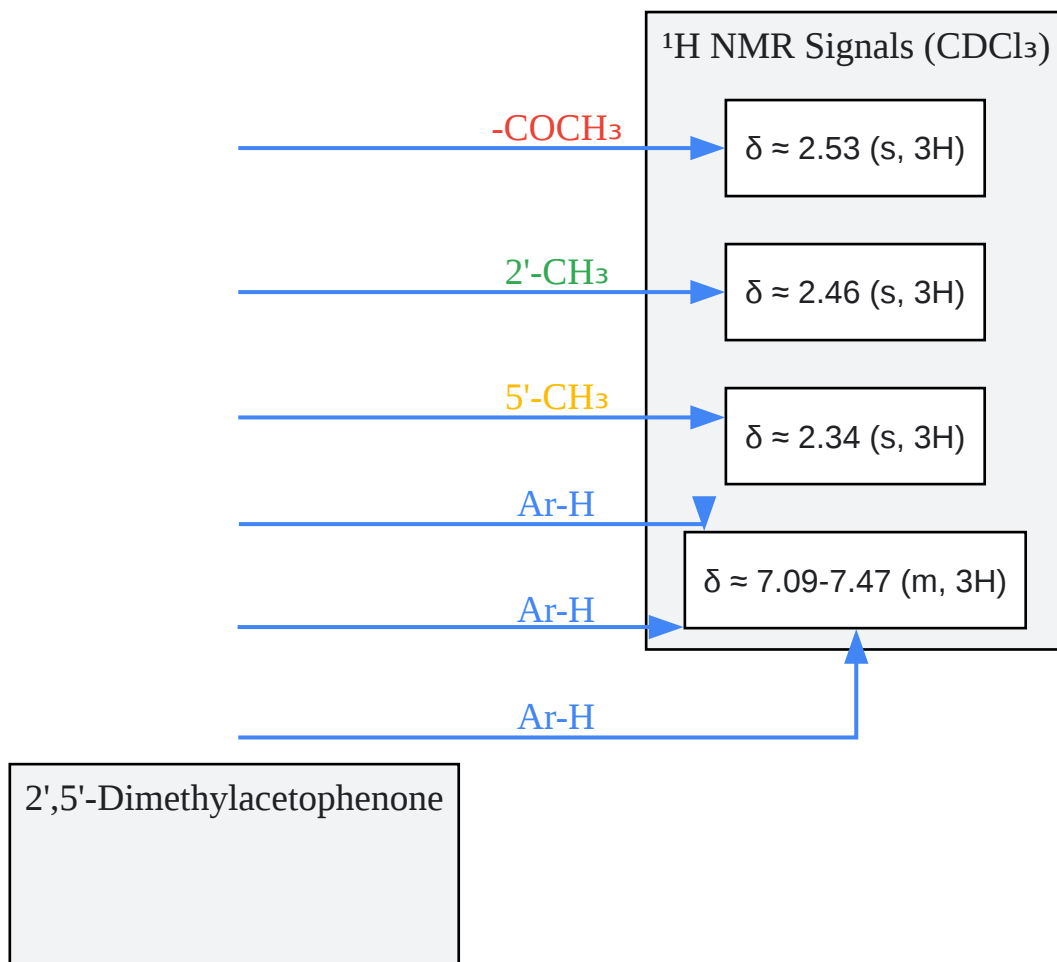 ¹H NMR Signals (CDCl₃)
-COCH₃
δ ≈ 2.53 (s, 3H)
2'-CH₃
δ ≈ 2.46 (s, 3H)
5'-CH₃
δ ≈ 2.34 (s, 3H)
Ar-H
δ ≈ 7.09-7.47 (m, 3H)
Ar-H
Ar-H
2',5'-Dimethylacetophenone